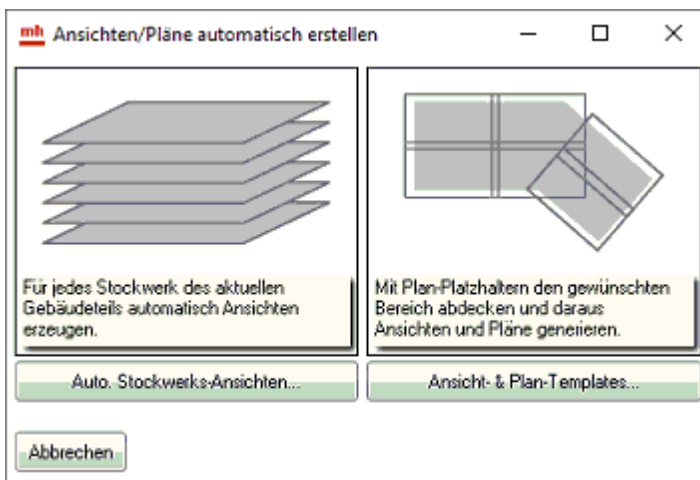 mh Ansichten/Pläne automatisch erstellen
Für jedes Stockwerk des aktuellen
Gebäudeteils automatisch Ansichten
erzeugen.
Mit Plan-Platzhaltern den gewünschten
Bereich abdecken und daraus
Ansichten und Pläne generieren.
Auto. Stockwerks-Ansichten...
Ansicht- & Plan-Templates...
Abbrechen